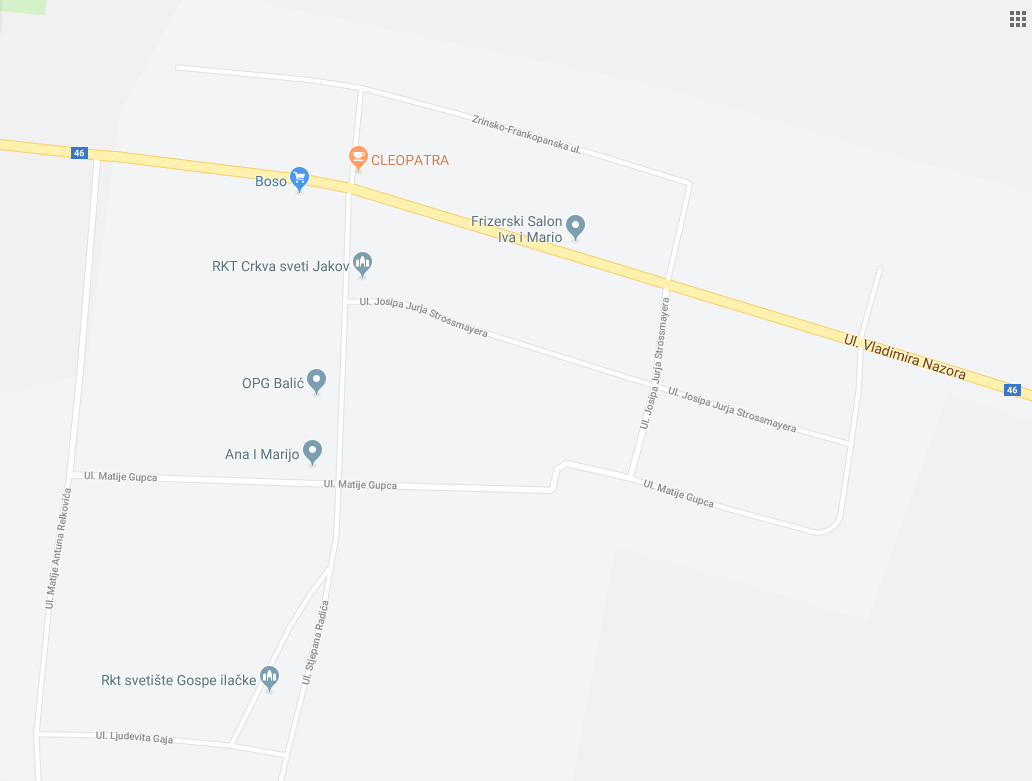 Zrinsko-Frankopanska ul.
46
CLEOPATRA
Boso
Frizerski Salon
Iva i Mario
RKT Crkva sveti Jakov
Ul. Josipa Jurja Strossmayera
Ul. Josipa Jurja Strossmayera
Ul. Vladimira Nazora
46
OPG Balić
Ul. Josipa Jurja Strossmayera
Ana I Marijo
Ul. Matije Gupca
Ul. Matije Gupca
Ul. Matije Gupca
Ul. Matije Antuna Relkovića
Ul. Stjepana Radića
Rkt svetište Gospe ilačke
Ul. Ljudevita Gaja